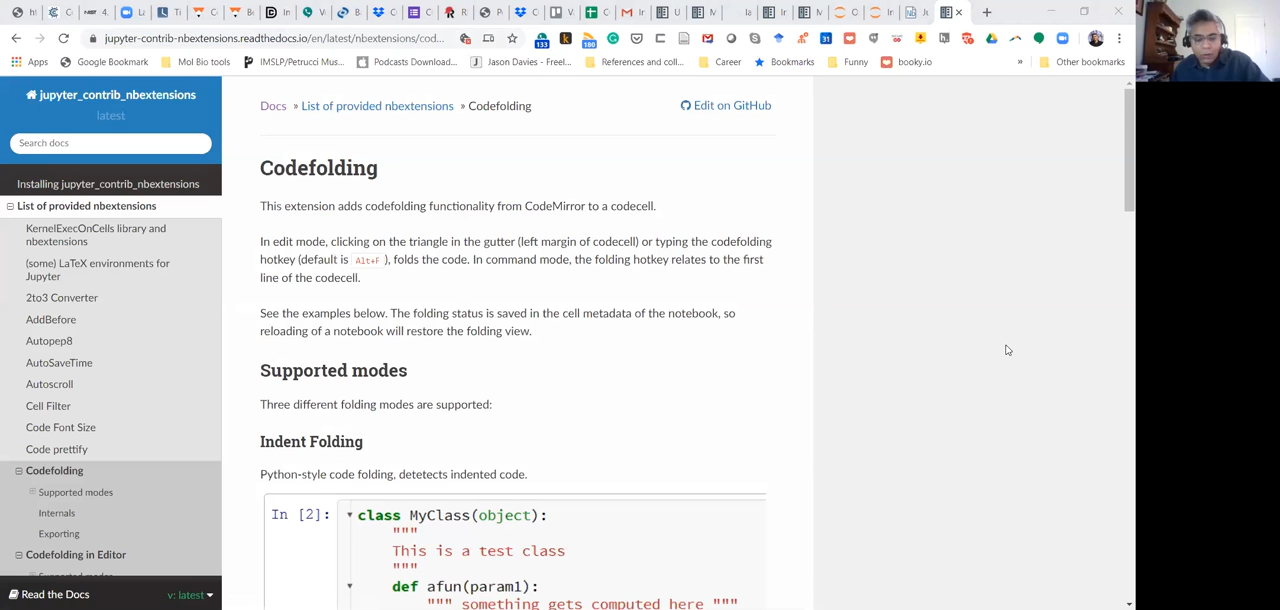 jupyter-contrib-nbextensions.readthedocs.io/en/latest/nbextensions/cod...
133
180
31
Apps
Google Bookmark
Mol Bio tools
IMSLP/Petrucci Mus...
Podcasts Download...
Jason Davies - Freel...
References and coll...
Career
Bookmarks
Funny
booky.io
»
Other bookmarks
jupyter_contrib_nbextensions
latest
Search docs
Installing jupyter_contrib_nbextensions
List of provided nbextensions
KernelExecOnCells library and
nbextensions
(some) LaTeX environments for
Jupyter
2to3 Converter
AddBefore
Autopep8
AutoSaveTime
Autoscroll
Cell Filter
Code Font Size
Code prettify
Codefolding
Supported modes
Internals
Exporting
Codefolding in Editor
Supported modes
Read the Docs
v: latest
Docs » List of provided nbextensions » Codefolding
Edit on GitHub
Codefolding
This extension adds codefolding functionality from CodeMirror to a codecell.
In edit mode, clicking on the triangle in the gutter (left margin of codecell) or typing the codefolding
hotkey (default is Alt+F ), folds the code. In command mode, the folding hotkey relates to the first
line of the codecell.
See the examples below. The folding status is saved in the cell metadata of the notebook, so
reloading of a notebook will restore the folding view.
Supported modes
Three different folding modes are supported:
Indent Folding
Python-style code folding, detetects indented code.
In [2]: class MyClass(object):
"""
This is a test class
"""
def afun(param1):
""" something gets computed here """